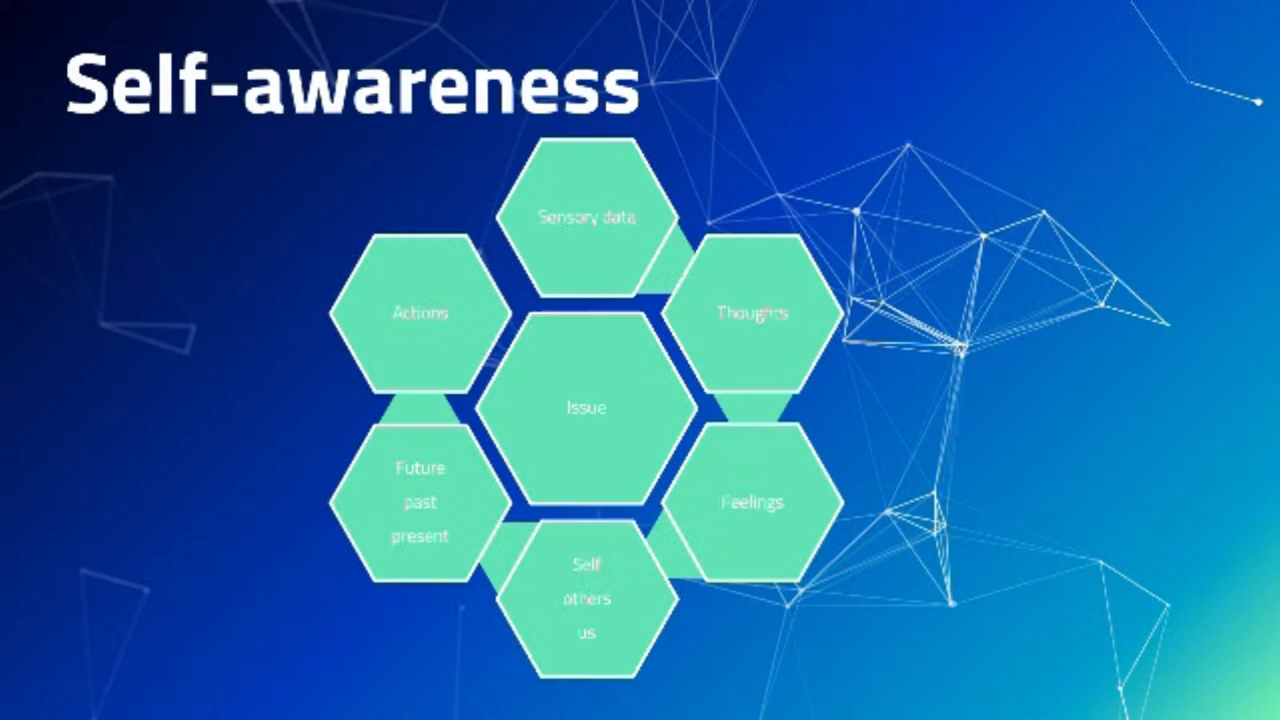 Self-awareness
Sensory data
Actions
Thoughts
Issue
Future
past
present
Feelings
Self
others
us